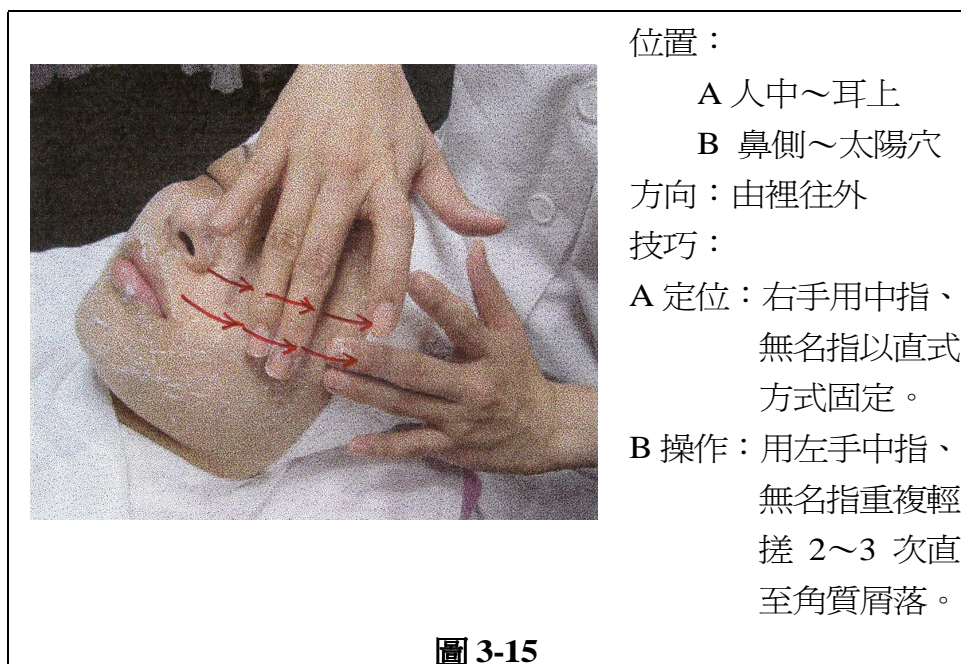 位置：
A 人中～耳上
B 鼻側～太陽穴
方向：由裡往外
技巧：
A 定位：右手用中指、
無名指以直式
方式固定。
B 操作：用左手中指、
無名指重複輕
搓 2～3 次直
至角質屑落。
圖 3-15